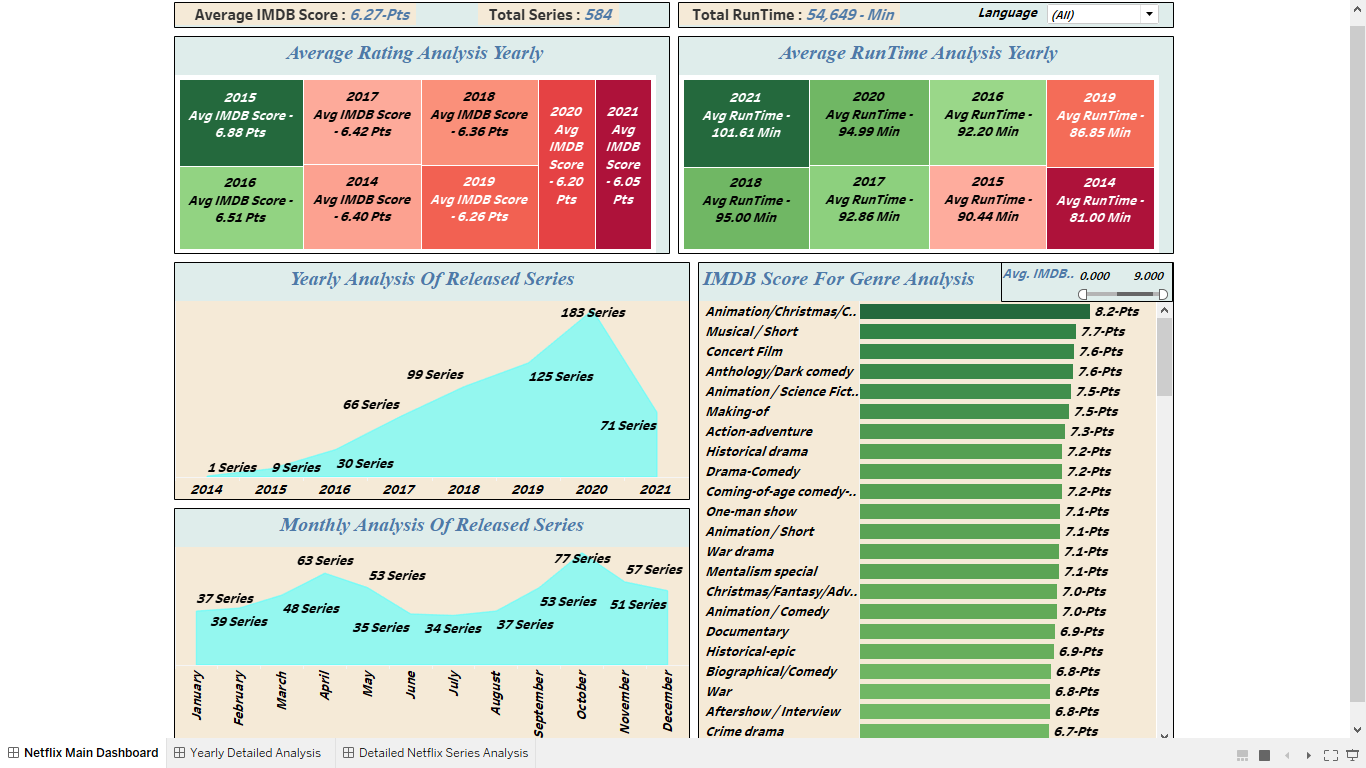 Average IMDB Score : 6.27-Pts
Total Series : 584
Total RunTime : 54,649 - Min
Language
(All)
Average Rating Analysis Yearly
2015
Avg IMDB Score -
6.88 Pts
2016
Avg IMDB Score -
6.51 Pts
2017
Avg IMDB Score
- 6.42 Pts
2014
Avg IMDB Score
- 6.40 Pts
2018
Avg IMDB Score
- 6.36 Pts
2019
Avg IMDB Score
- 6.26 Pts
2020
Avg
IMDB
Score
- 6.20
Pts
2021
Avg
IMDB
Score
- 6.05
Pts
Average RunTime Analysis Yearly
2021
Avg RunTime -
101.61 Min
2018
Avg RunTime -
95.00 Min
2020
Avg RunTime -
94.99 Min
2017
Avg RunTime -
92.86 Min
2016
Avg RunTime -
92.20 Min
2015
Avg RunTime -
90.44 Min
2019
Avg RunTime -
86.85 Min
2014
Avg RunTime -
81.00 Min
Yearly Analysis Of Released Series
183 Series
99 Series
125 Series
66 Series
71 Series
1 Series
9 Series
30 Series
2014
2015
2016
2017
2018
2019
2020
2021
Monthly Analysis Of Released Series
37 Series
39 Series
48 Series
63 Series
53 Series
35 Series
34 Series
37 Series
53 Series
77 Series
51 Series
57 Series
January
February
March
April
May
June
July
August
September
October
November
December
IMDB Score For Genre Analysis
Avg. IMDB..
0.000
9.000
Animation/Christmas/C.. 8.2-Pts
Musical / Short 7.7-Pts
Concert Film 7.6-Pts
Anthology/Dark comedy 7.6-Pts
Animation / Science Fict.. 7.5-Pts
Making-of 7.5-Pts
Action-adventure 7.3-Pts
Historical drama 7.2-Pts
Drama-Comedy 7.2-Pts
Coming-of-age comedy-.. 7.2-Pts
One-man show 7.1-Pts
Animation / Short 7.1-Pts
War drama 7.1-Pts
Mentalism special 7.1-Pts
Christmas/Fantasy/Adv.. 7.0-Pts
Animation / Comedy 7.0-Pts
Documentary 6.9-Pts
Historical-epic 6.9-Pts
Biographical/Comedy 6.8-Pts
War 6.8-Pts
Aftershow / Interview 6.8-Pts
Crime drama 6.7-Pts
Netflix Main Dashboard
Yearly Detailed Analysis
Detailed Netflix Series Analysis